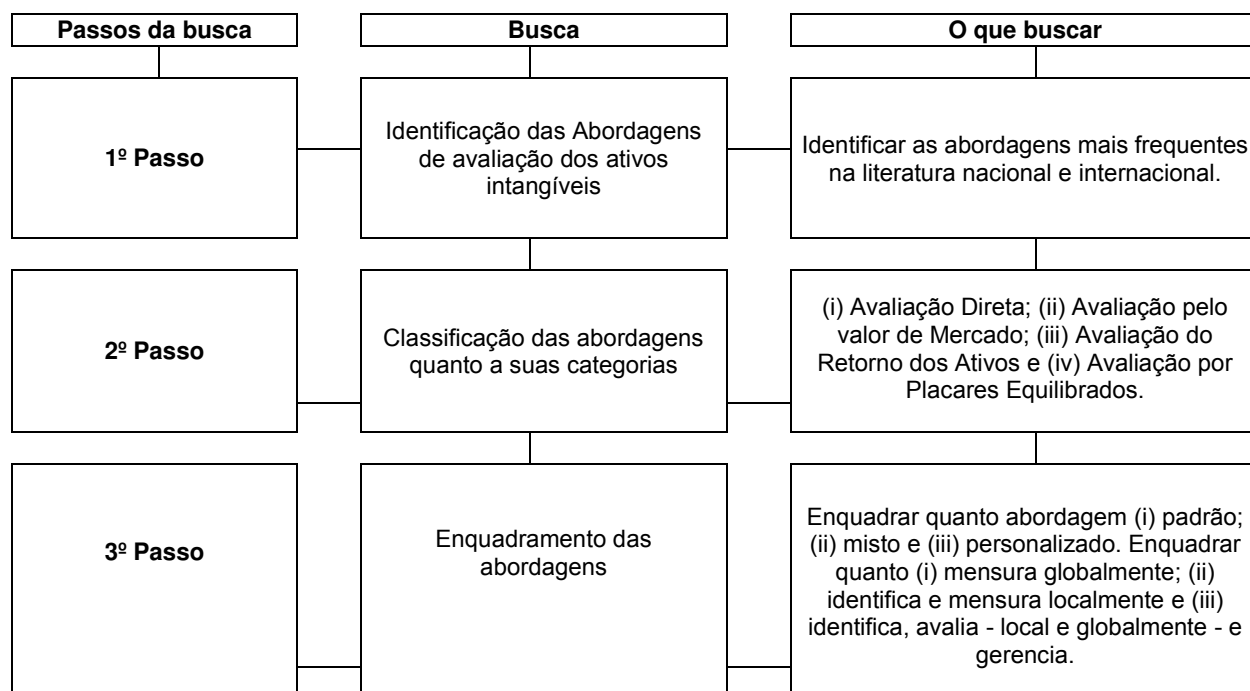 Passos da busca
Busca
O que buscar
1º Passo
Identificação das Abordagens
de avaliação dos ativos
intangíveis
Identificar as abordagens mais frequentes
na literatura nacional e internacional.
2º Passo
Classificação das abordagens
quanto a suas categorias
(i) Avaliação Direta; (ii) Avaliação pelo
valor de Mercado; (iii) Avaliação do
Retorno dos Ativos e (iv) Avaliação por
Placares Equilibrados.
3º Passo
Enquadramento das
abordagens
Enquadrar quanto abordagem (i) padrão;
(ii) misto e (iii) personalizado. Enquadrar
quanto (i) mensura globalmente; (ii)
identifica e mensura localmente e (iii)
identifica, avalia - local e globalmente - e
gerencia.